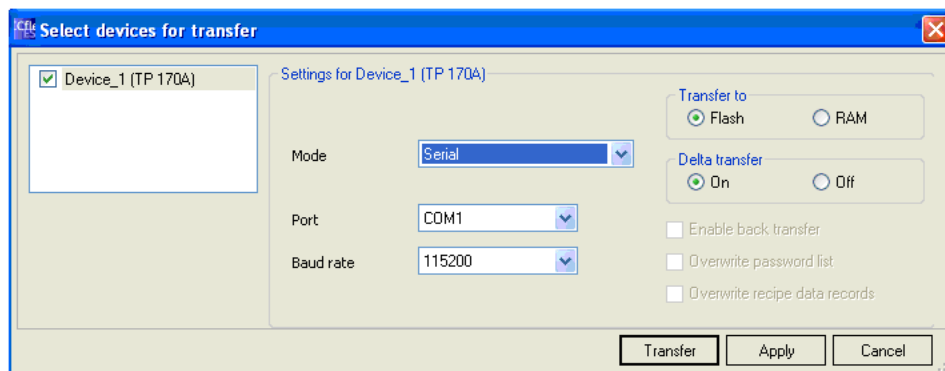 Select devices for transfer
Device_1 (TP 170A)
Settings for Device_1 (TP 170A)
Mode
Serial
Port
COM1
Baud rate
115200
Transfer to
Flash
RAM
Delta transfer
On
Off
Enable back transfer
Overwrite password list
Overwrite recipe data records
Transfer
Apply
Cancel